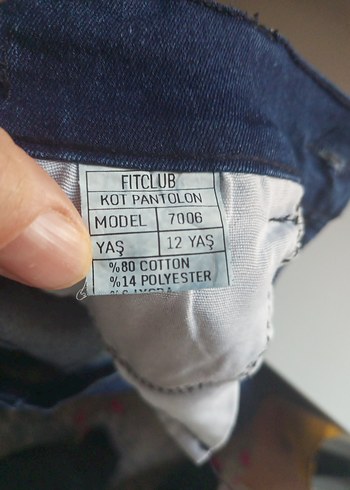 FITCLUB
KOT PANTOLON
MODEL 7006
YAŞ 12 YAŞ
%80 COTTON
%14 POLYESTER